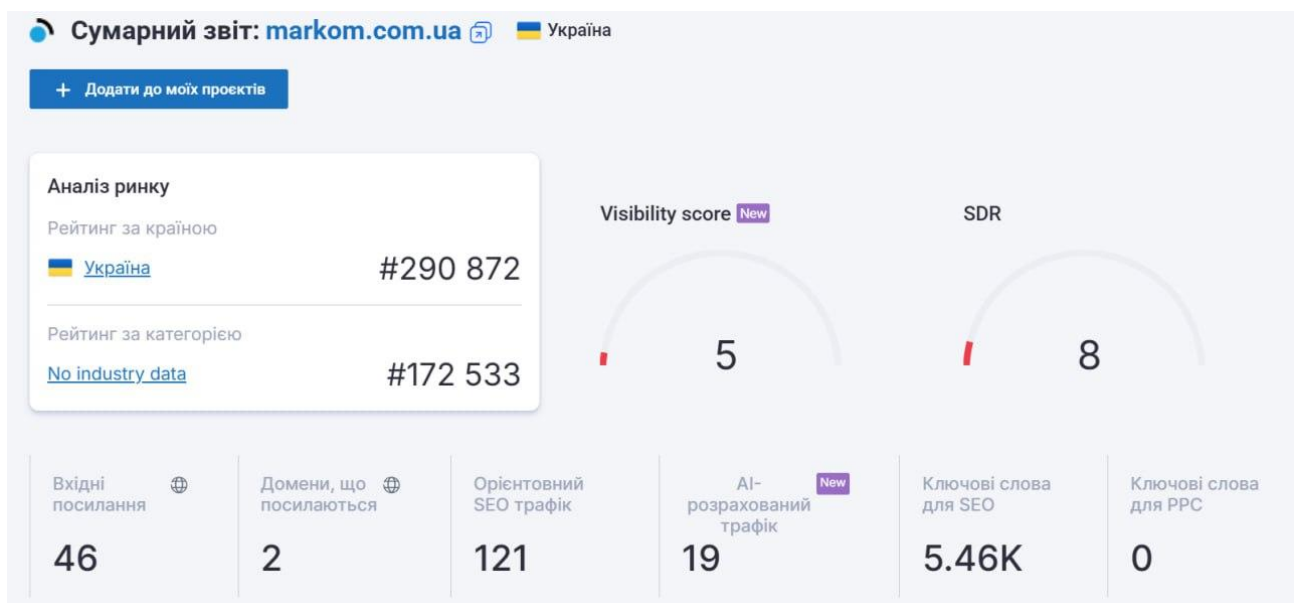 Сумарний звіт: markom.com.ua Україна
+ Додати до моїх проєктів
Аналіз ринку
Рейтинг за країною
Україна #290 872
Рейтинг за категорією
No industry data #172 533
Visibility score New
5
SDR
8
Вхідні
посилання
46
Домени, що
посилаються
2
Орієнтовний
SEO трафік
121
AI- New
розрахований
трафік
19
Ключові слова
для SEO
5.46K
Ключові слова
для PPC
0